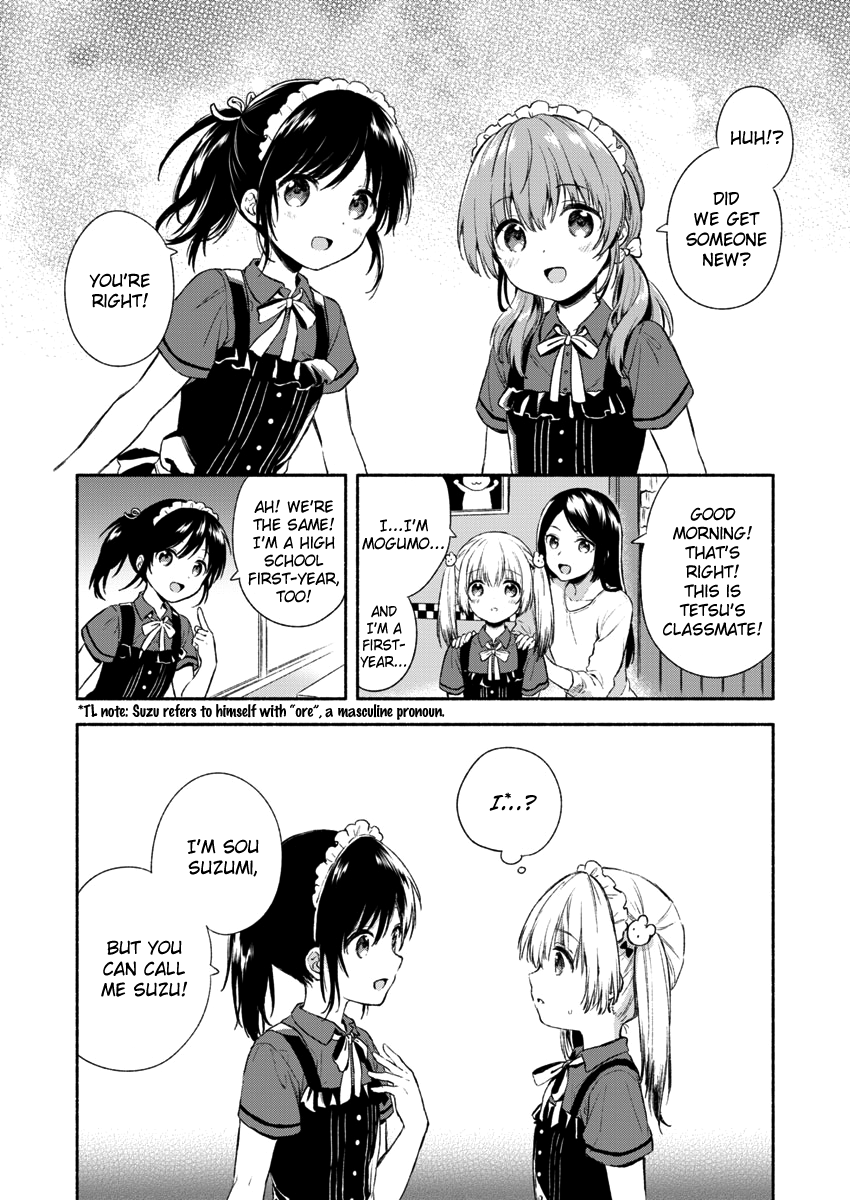 HUH!?
DID
WE GET
SOMEONE
NEW?
YOU'RE
RIGHT!
GOOD
MORNING!
THAT'S
RIGHT!
THIS IS
TETSU'S
CLASSMATE!
I...I'M
MOGUMO...
AND
I'M A
FIRST-
YEAR...
AH! WE'RE
THE SAME!
I'M A HIGH
SCHOOL
FIRST-YEAR,
TOO!
*TL note: Suzu refers to himself with "ore", a masculine pronoun.
I*...?
I'M SOU
SUZUMI,
BUT YOU
CAN CALL
ME SUZU!